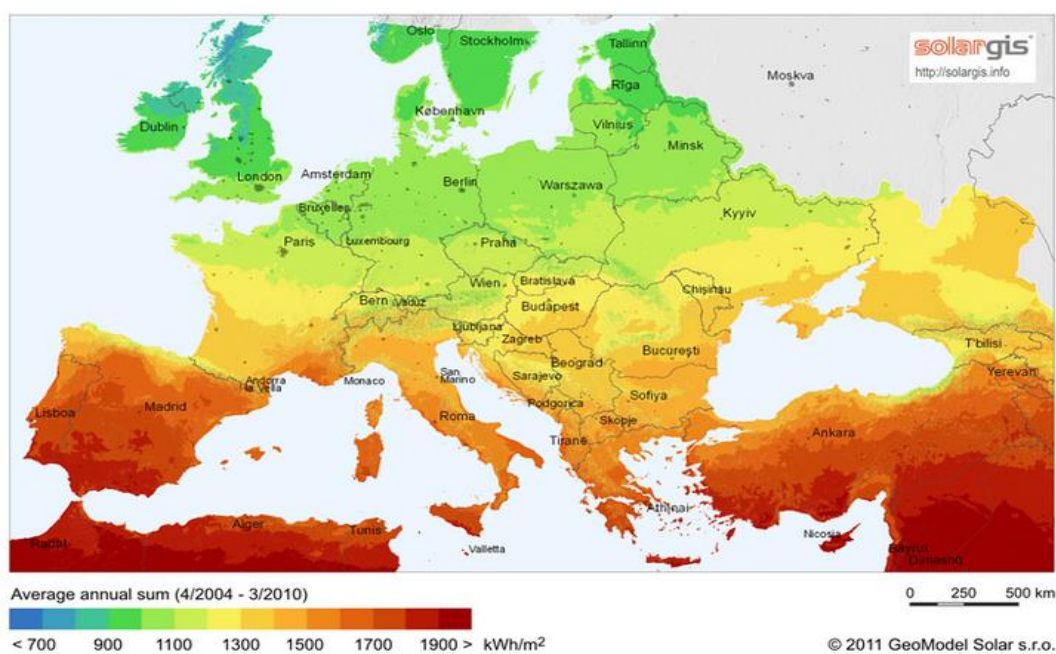 Oslo
Stockholm
Tallinn
solargis
http://solargis.info
Moskva
Rīga
København
Dublin
Vilnius
Minsk
London
Amsterdam
Berlin
Warszawa
Bruxelles
Kyyiv
Paris
Luxembourg
Praha
Wien
Bratislava
Chişinău
Bern
Vaduz
Budapest
Ljubljana
Zagreb
T'bilisi
Beograd
Bucureşti
Yerevan
Andorra
la Vella
Monaco
San
Marino
Sarajevo
Podgorica
Sofiya
Lisboa
Madrid
Roma
Skopje
Ankara
Tiranë
Athínai
Alger
Tunis
Nicosia
Rabat
Valletta
Bayrut
Dimashq
Average annual sum (4/2004 - 3/2010)
0 250 500 km
< 700 900 1100 1300 1500 1700 1900 > kWh/m²
© 2011 GeoModel Solar s.r.o.